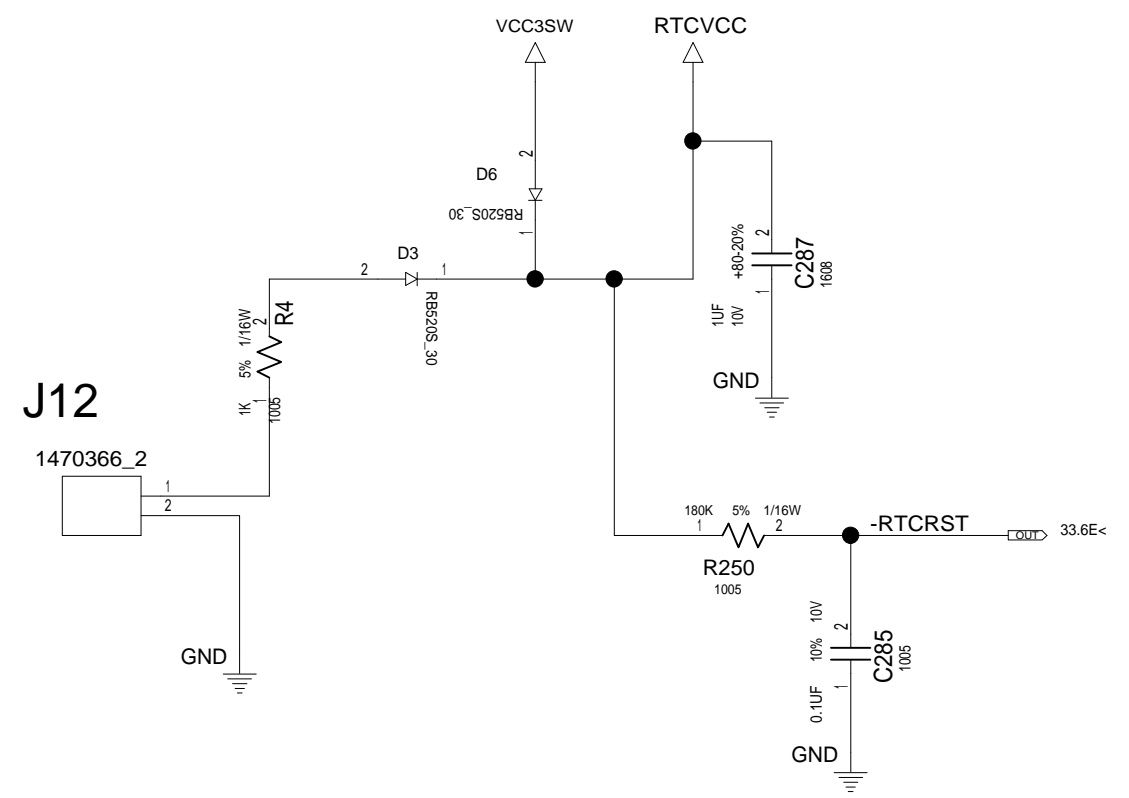 VCC3SW
RTCVCC
2
D6
RB520S_30
1
D3
2
1
RB520S_30
+80-20%
2
C287
1608
1
1UF
10V
GND
R4
2
1/16W
5%
1K
1
1005
J12
1470366_2
1
2
GND
180K 5% 1/16W
1 2
R250
1005
-RTCRST
OUT
33.6E<
10V
10%
2
C285
1005
1
0.1UF
GND